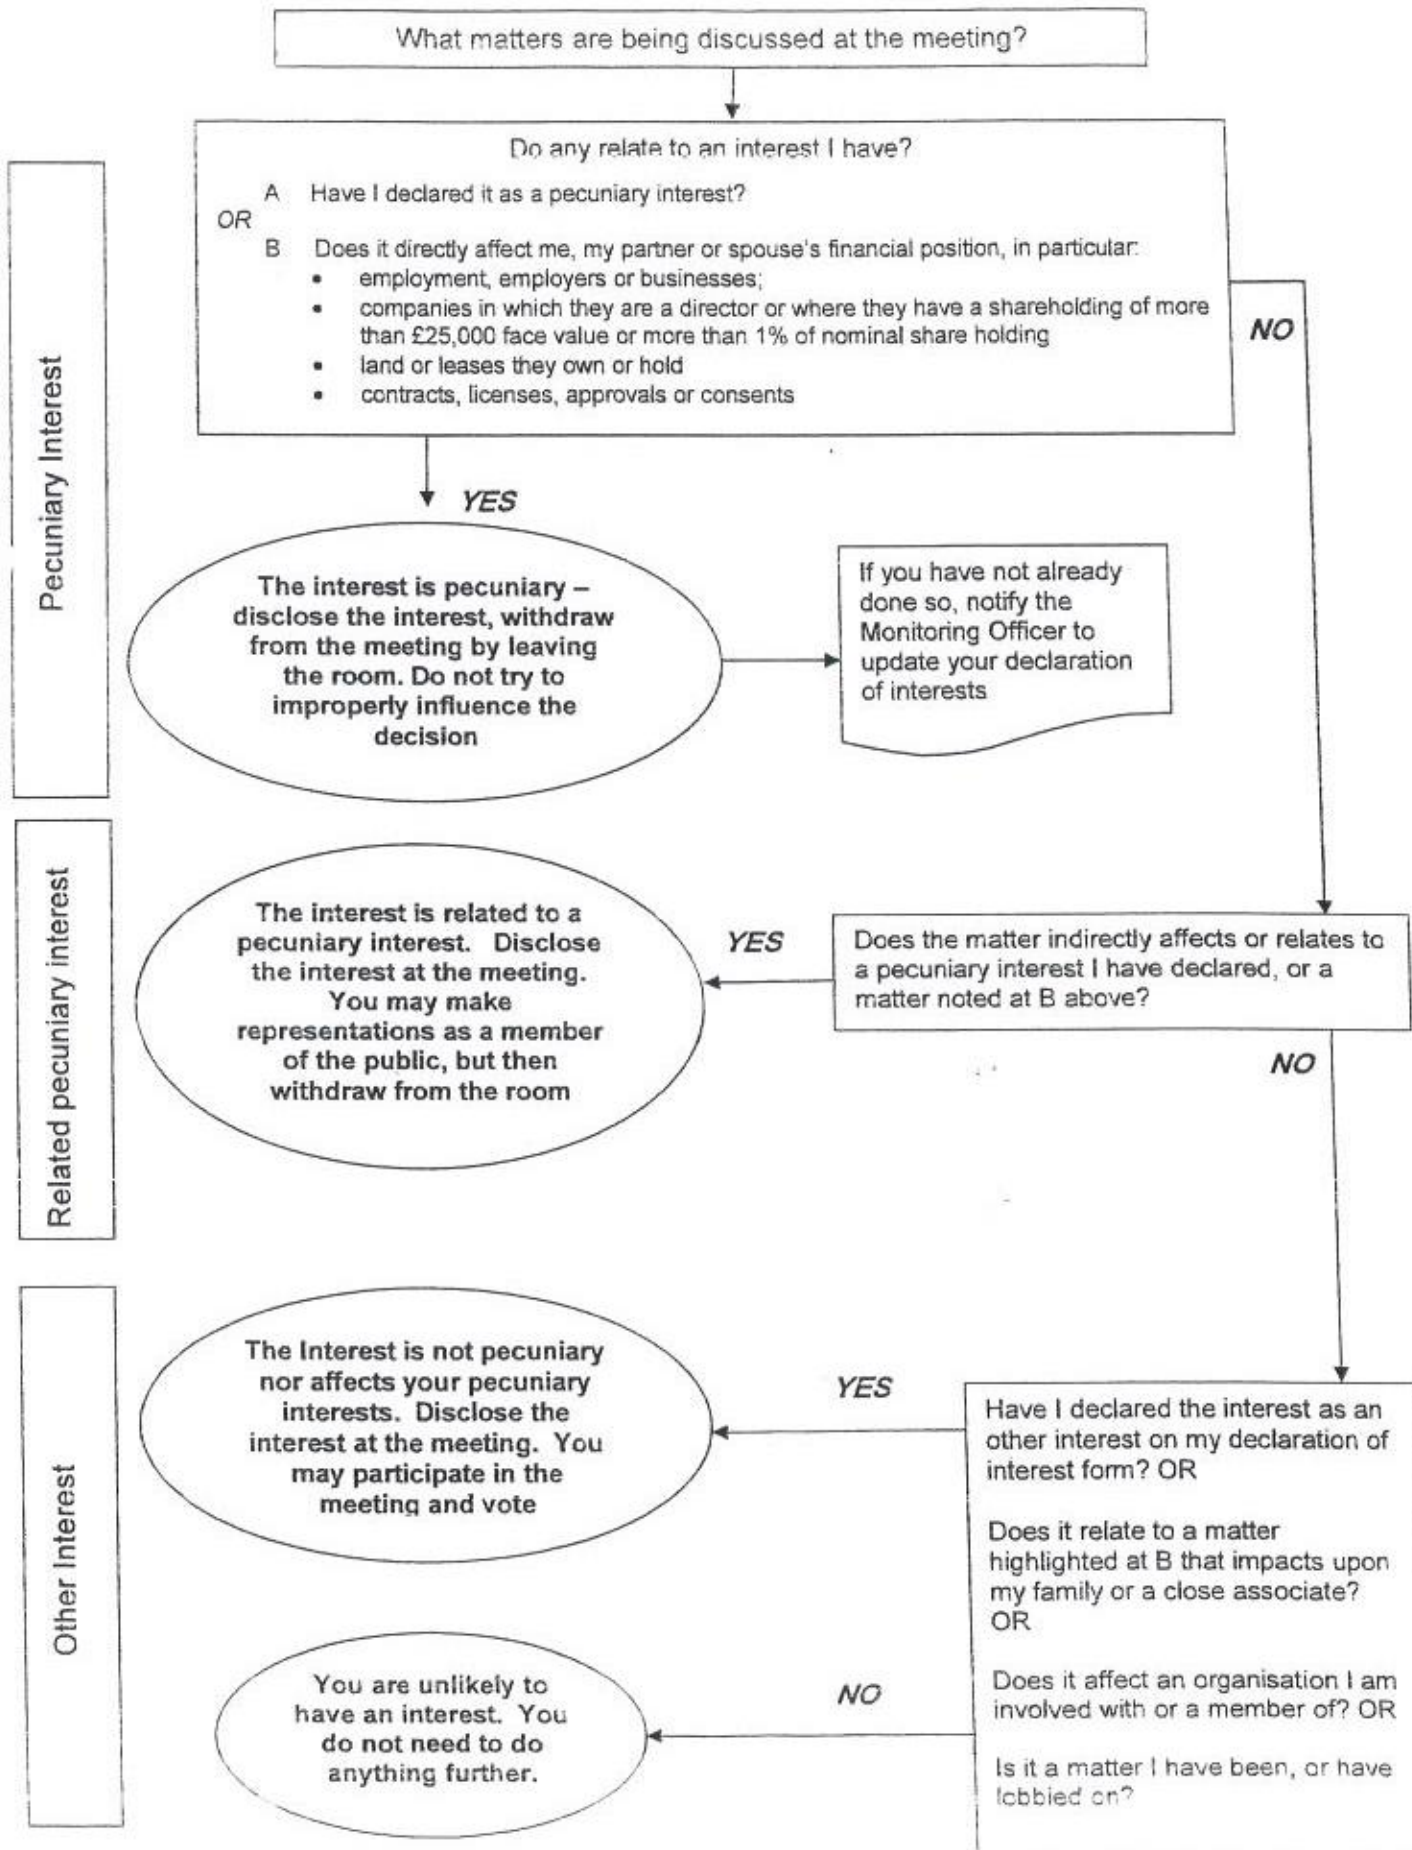 What matters are being discussed at the meeting?
Do any relate to an interest I have?
A Have I declared it as a pecuniary interest?
OR
B Does it directly affect me, my partner or spouse's financial position, in particular:
• employment, employers or businesses;
• companies in which they are a director or where they have a shareholding of more
than £25,000 face value or more than 1% of nominal share holding
• land or leases they own or hold
• contracts, licenses, approvals or consents
NO
Pecuniary Interest
YES
The interest is pecuniary –
disclose the interest, withdraw
from the meeting by leaving
the room. Do not try to
improperly influence the
decision
If you have not already
done so, notify the
Monitoring Officer to
update your declaration
of interests
Related pecuniary interest
The interest is related to a
pecuniary interest. Disclose
the interest at the meeting.
You may make
representations as a member
of the public, but then
withdraw from the room
YES
Does the matter indirectly affects or relates to
a pecuniary interest I have declared, or a
matter noted at B above?
NO
Other Interest
The Interest is not pecuniary
nor affects your pecuniary
interests. Disclose the
interest at the meeting. You
may participate in the
meeting and vote
YES
Have I declared the interest as an
other interest on my declaration of
interest form? OR
Does it relate to a matter
highlighted at B that impacts upon
my family or a close associate?
OR
Does it affect an organisation I am
involved with or a member of? OR
Is it a matter I have been, or have
lobbied on?
NO
You are unlikely to
have an interest. You
do not need to do
anything further.